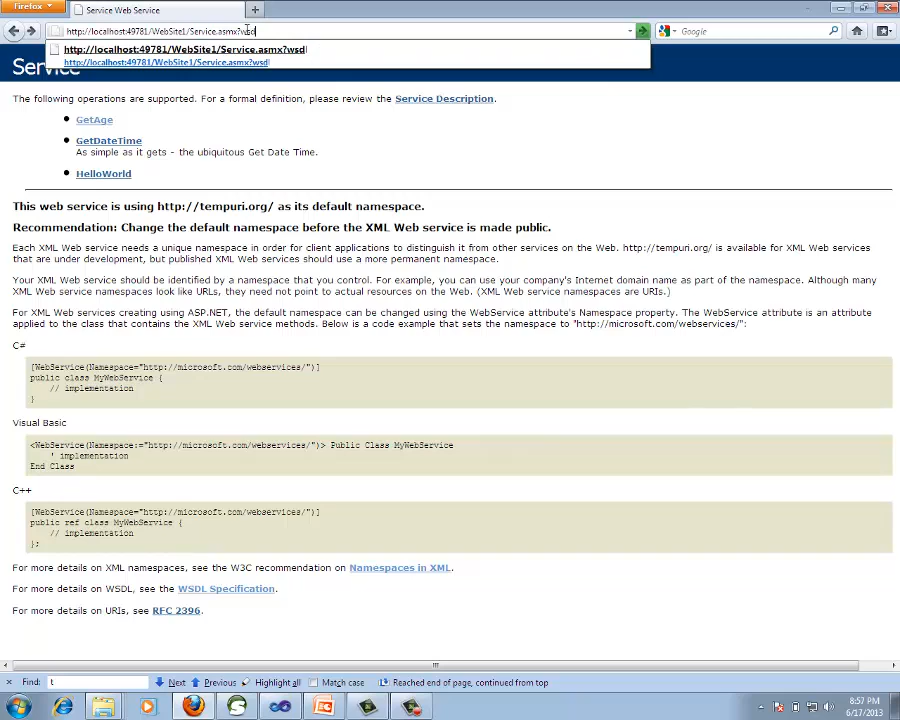 Firefox
Service Web Service
http://localhost:49781/WebSite1/Service.asmx?wsd
Google
http://localhost:49781/WebSite1/Service.asmx?wsdl
http://localhost:49781/WebSite1/Service.asmx?wsdl
Service
The following operations are supported. For a formal definition, please review the Service Description.
GetAge
GetDateTime
As simple as it gets - the ubiquitous Get Date Time.
HelloWorld
This web service is using http://tempuri.org/ as its default namespace.
Recommendation: Change the default namespace before the XML Web service is made public.
Each XML Web service needs a unique namespace in order for client applications to distinguish it from other services on the Web. http://tempuri.org/ is available for XML Web services
that are under development, but published XML Web services should use a more permanent namespace.
Your XML Web service should be identified by a namespace that you control. For example, you can use your company's Internet domain name as part of the namespace. Although many
XML Web service namespaces look like URLs, they need not point to actual resources on the Web. (XML Web service namespaces are URIs.)
For XML Web services creating using ASP.NET, the default namespace can be changed using the WebService attribute's Namespace property. The WebService attribute is an attribute
applied to the class that contains the XML Web service methods. Below is a code example that sets the namespace to "http://microsoft.com/webservices/":
C#
[WebService(Namespace="http://microsoft.com/webservices/")]
public class MyWebService {
// implementation
}
Visual Basic
<WebService(Namespace:="http://microsoft.com/webservices/")> Public Class MyWebService
' implementation
End Class
C++
[WebService(Namespace="http://microsoft.com/webservices/")]
public ref class MyWebService {
// implementation
};
For more details on XML namespaces, see the W3C recommendation on Namespaces in XML.
For more details on WSDL, see the WSDL Specification.
For more details on URIs, see RFC 2396.
Find: t Next Previous Highlight all Match case Reached end of page, continued from top
8:57 PM
6/17/2013